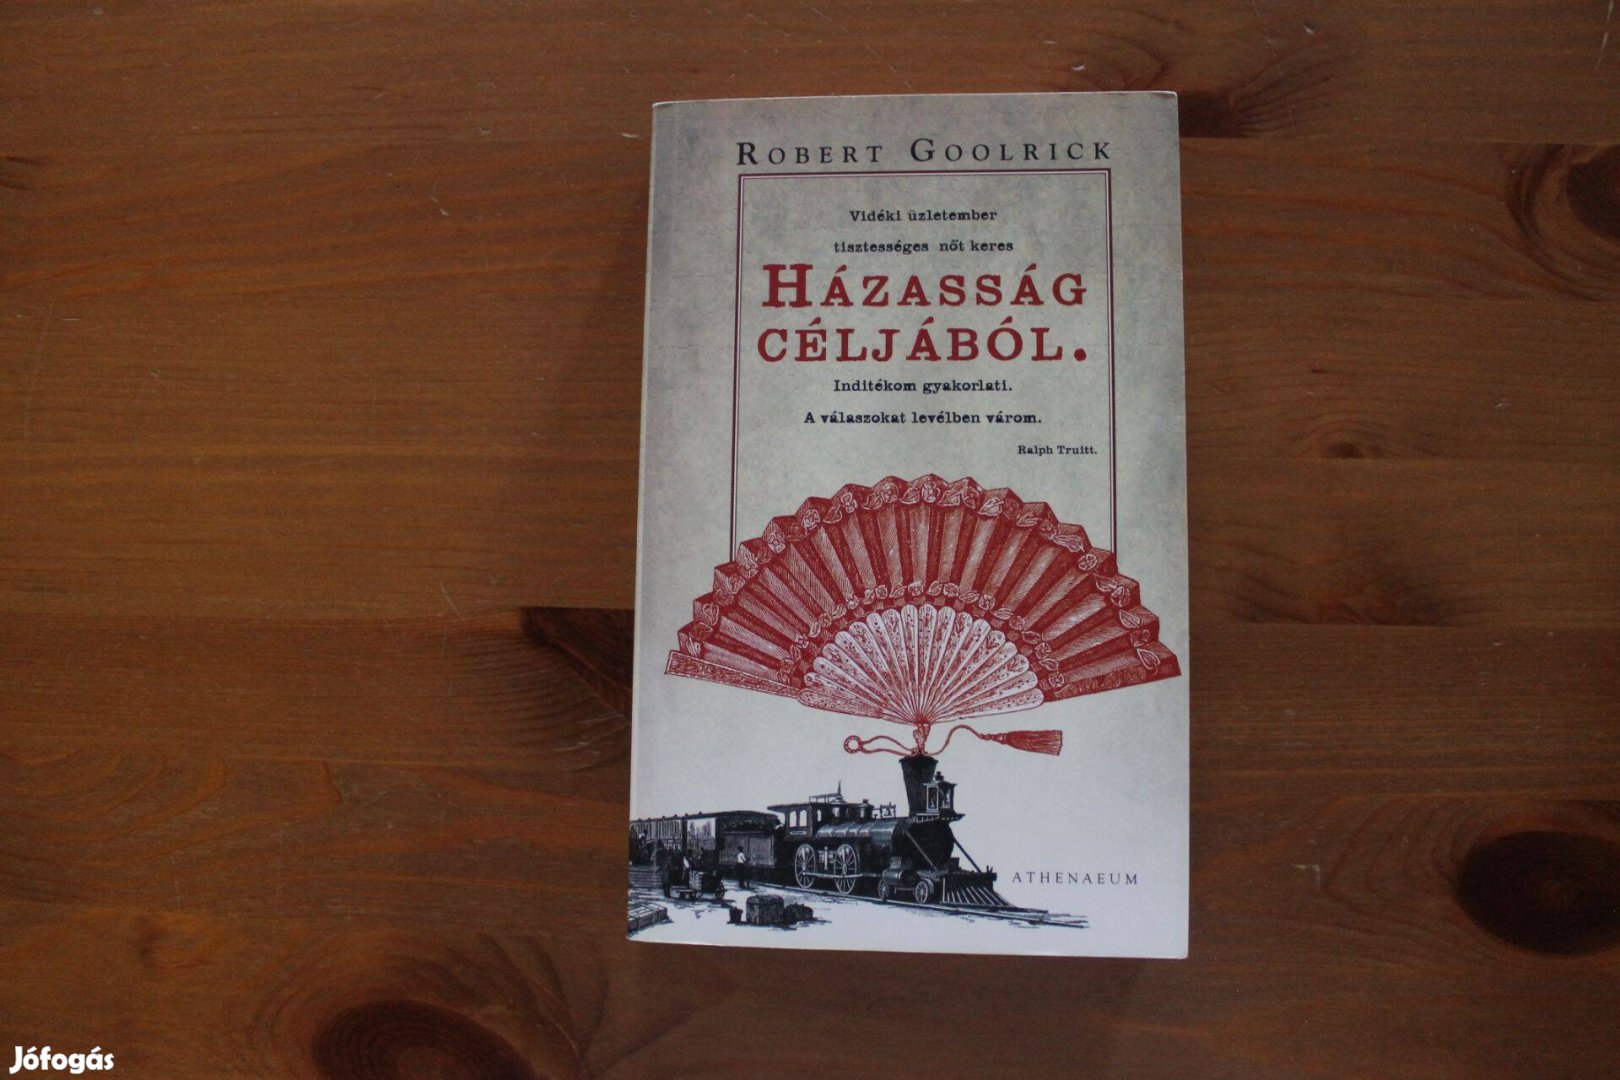 ROBERT GOOLRICK
Vidéki üzletember
tisztességes nőt keres
HÁZASSÁG
CÉLJÁBÓL.
Inditékom gyakorlati.
A válaszokat levélben várom.
Ralph Truitt.
ATHENAEUM
Jófogás